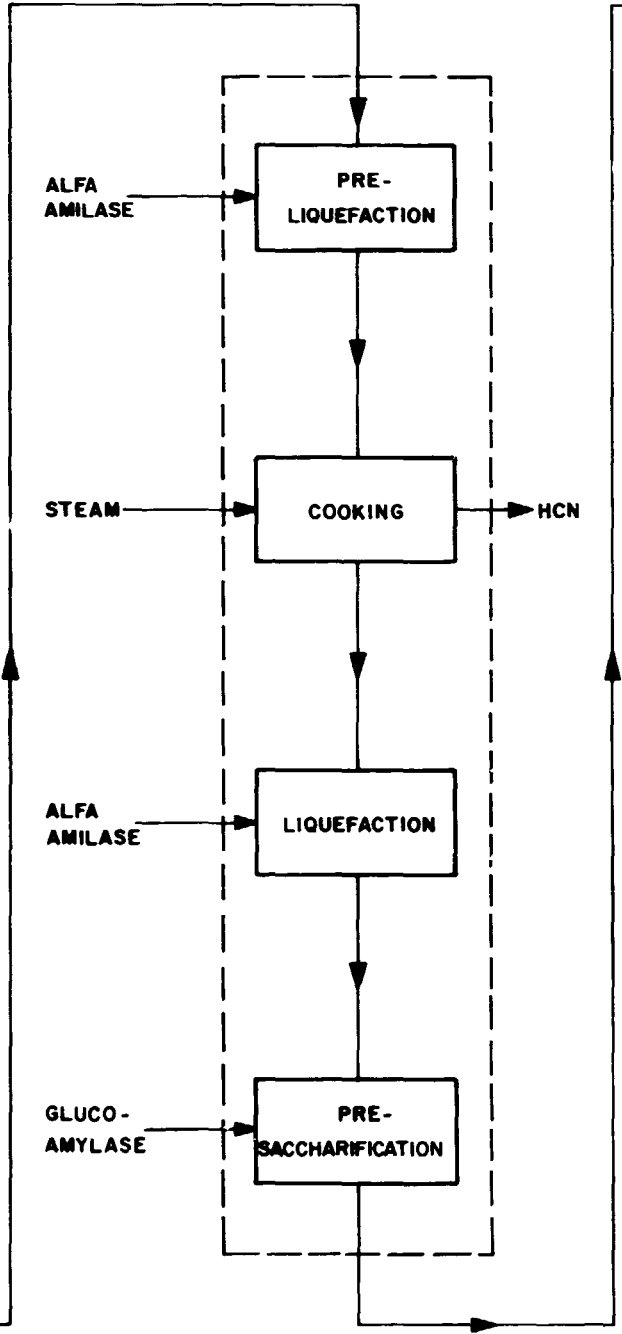 ALFA
AMILASE
PRE-
LIQUEFACTION
STEAM
COOKING
HCN
ALFA
AMILASE
LIQUEFACTION
GLUCO-
AMYLASE
PRE-
SACCHARIFICATION